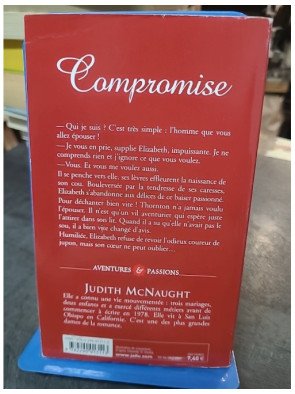 Compromise
— Qui je suis ? C'est très simple : l'homme que vous
allez épouser !
— Je vous en prie, supplie Elizabeth, impuissante. Je ne
comprends rien et j'ignore ce que vous voulez.
— Vous. Et vous me voulez aussi.
Il se penche vers elle, ses lèvres effleurent la naissance de
son cou. Bouleversée par la tendresse de ses caresses,
Elizabeth s'abandonne aux délices de ce baiser passionné.
Pour déchanter bien vite ! Thornton n'a jamais voulu
l'épouser. Il n'est qu'un vil aventurier qui espère juste
l'attirer dans son lit. Quand il a su qu'elle n'avait pas le
sou, il a bien vite changé d'avis.
Humiliée, Elizabeth refuse de revoir l'odieux coureur de
jupon, mais son cœur ne peut oublier...
AVENTURES & PASSIONS
JUDITH MCNAUGHT
Elle a connu une vie mouvementée : trois mariages,
deux enfants et a exercé différents métiers avant de
commencer à écrire en 1978. Elle vit à San Luis
Obispo en Californie. C'est une des plus grandes
dames de la romance.
www.jailu.com
7,40 €